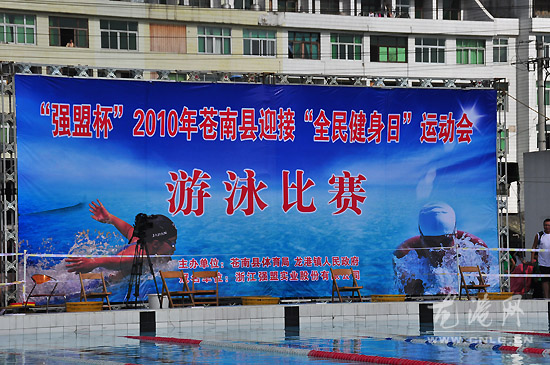 “强盟杯”2010年苍南县迎接“全民健身日”运动会
游泳比赛
主办单位：苍南县体育局 龙港镇人民政府
冠名单位：浙江强盟实业股份有限公司
龙港网
WWW.CNLG.CN